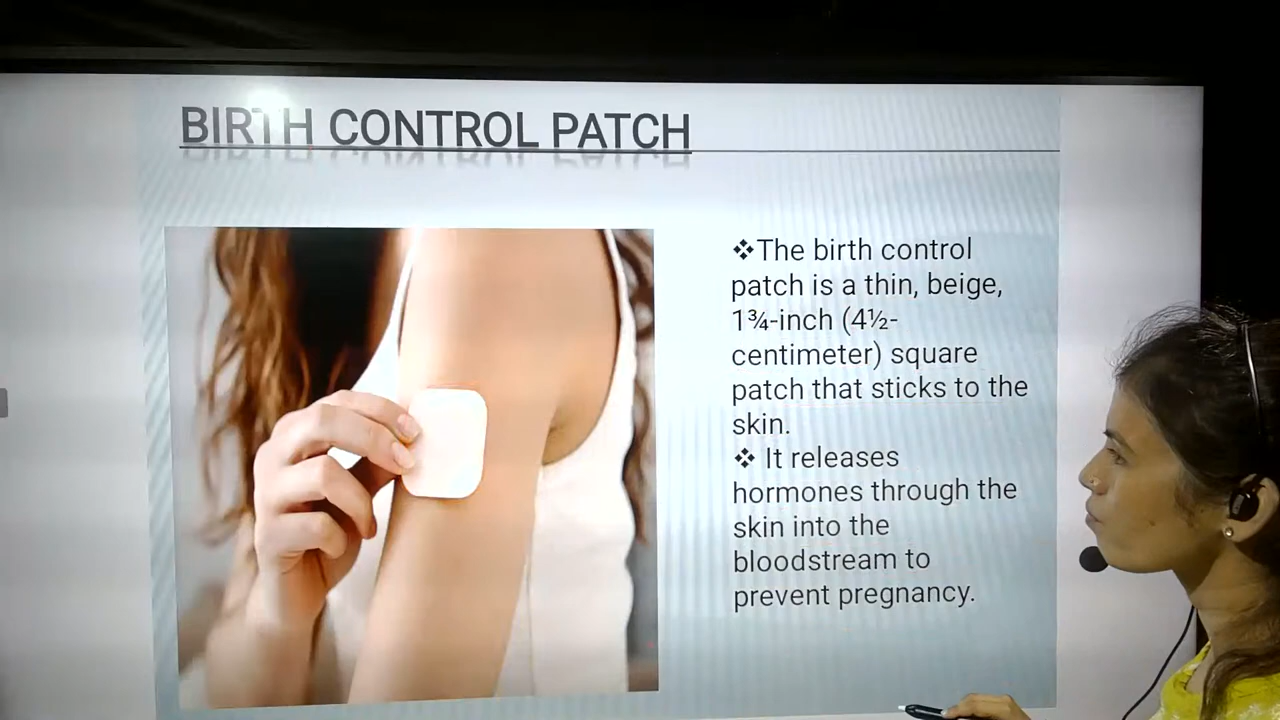 BIRTH CONTROL PATCH
❖The birth control
patch is a thin, beige,
1¾-inch (4½-
centimeter) square
patch that sticks to the
skin.
❖ It releases
hormones through the
skin into the
bloodstream to
prevent pregnancy.